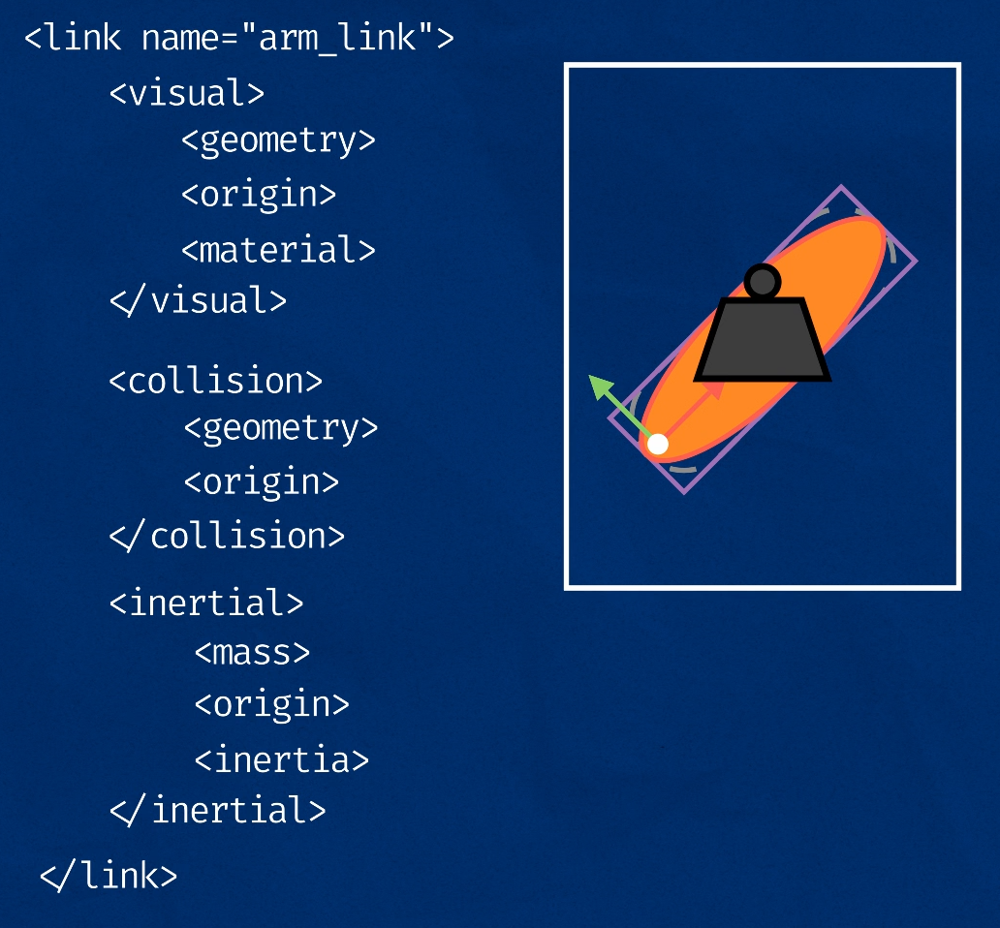 <link name="arm_link">
<visual>
<geometry>
<origin>
<material>
</visual>
<collision>
<geometry>
<origin>
</collision>
<inertial>
<mass>
<origin>
<inertia>
</inertial>
</link>